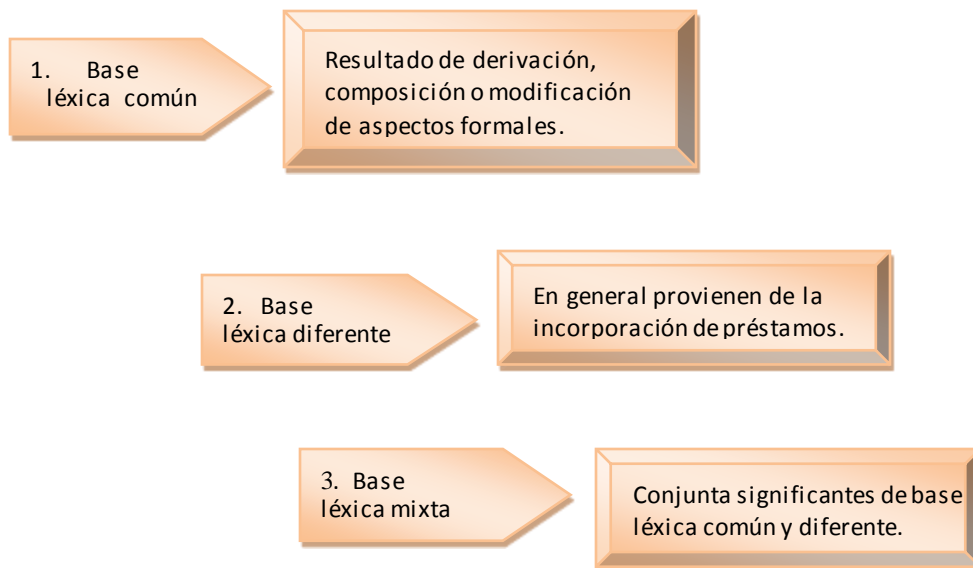 1. Base
léxica común
Resultado de derivación,
composición o modificación
de aspectos formales.
2. Base
léxica diferente
En general provienen de la
incorporación de préstamos.
3. Base
léxica mixta
Conjunta significantes de base
léxica común y diferente.